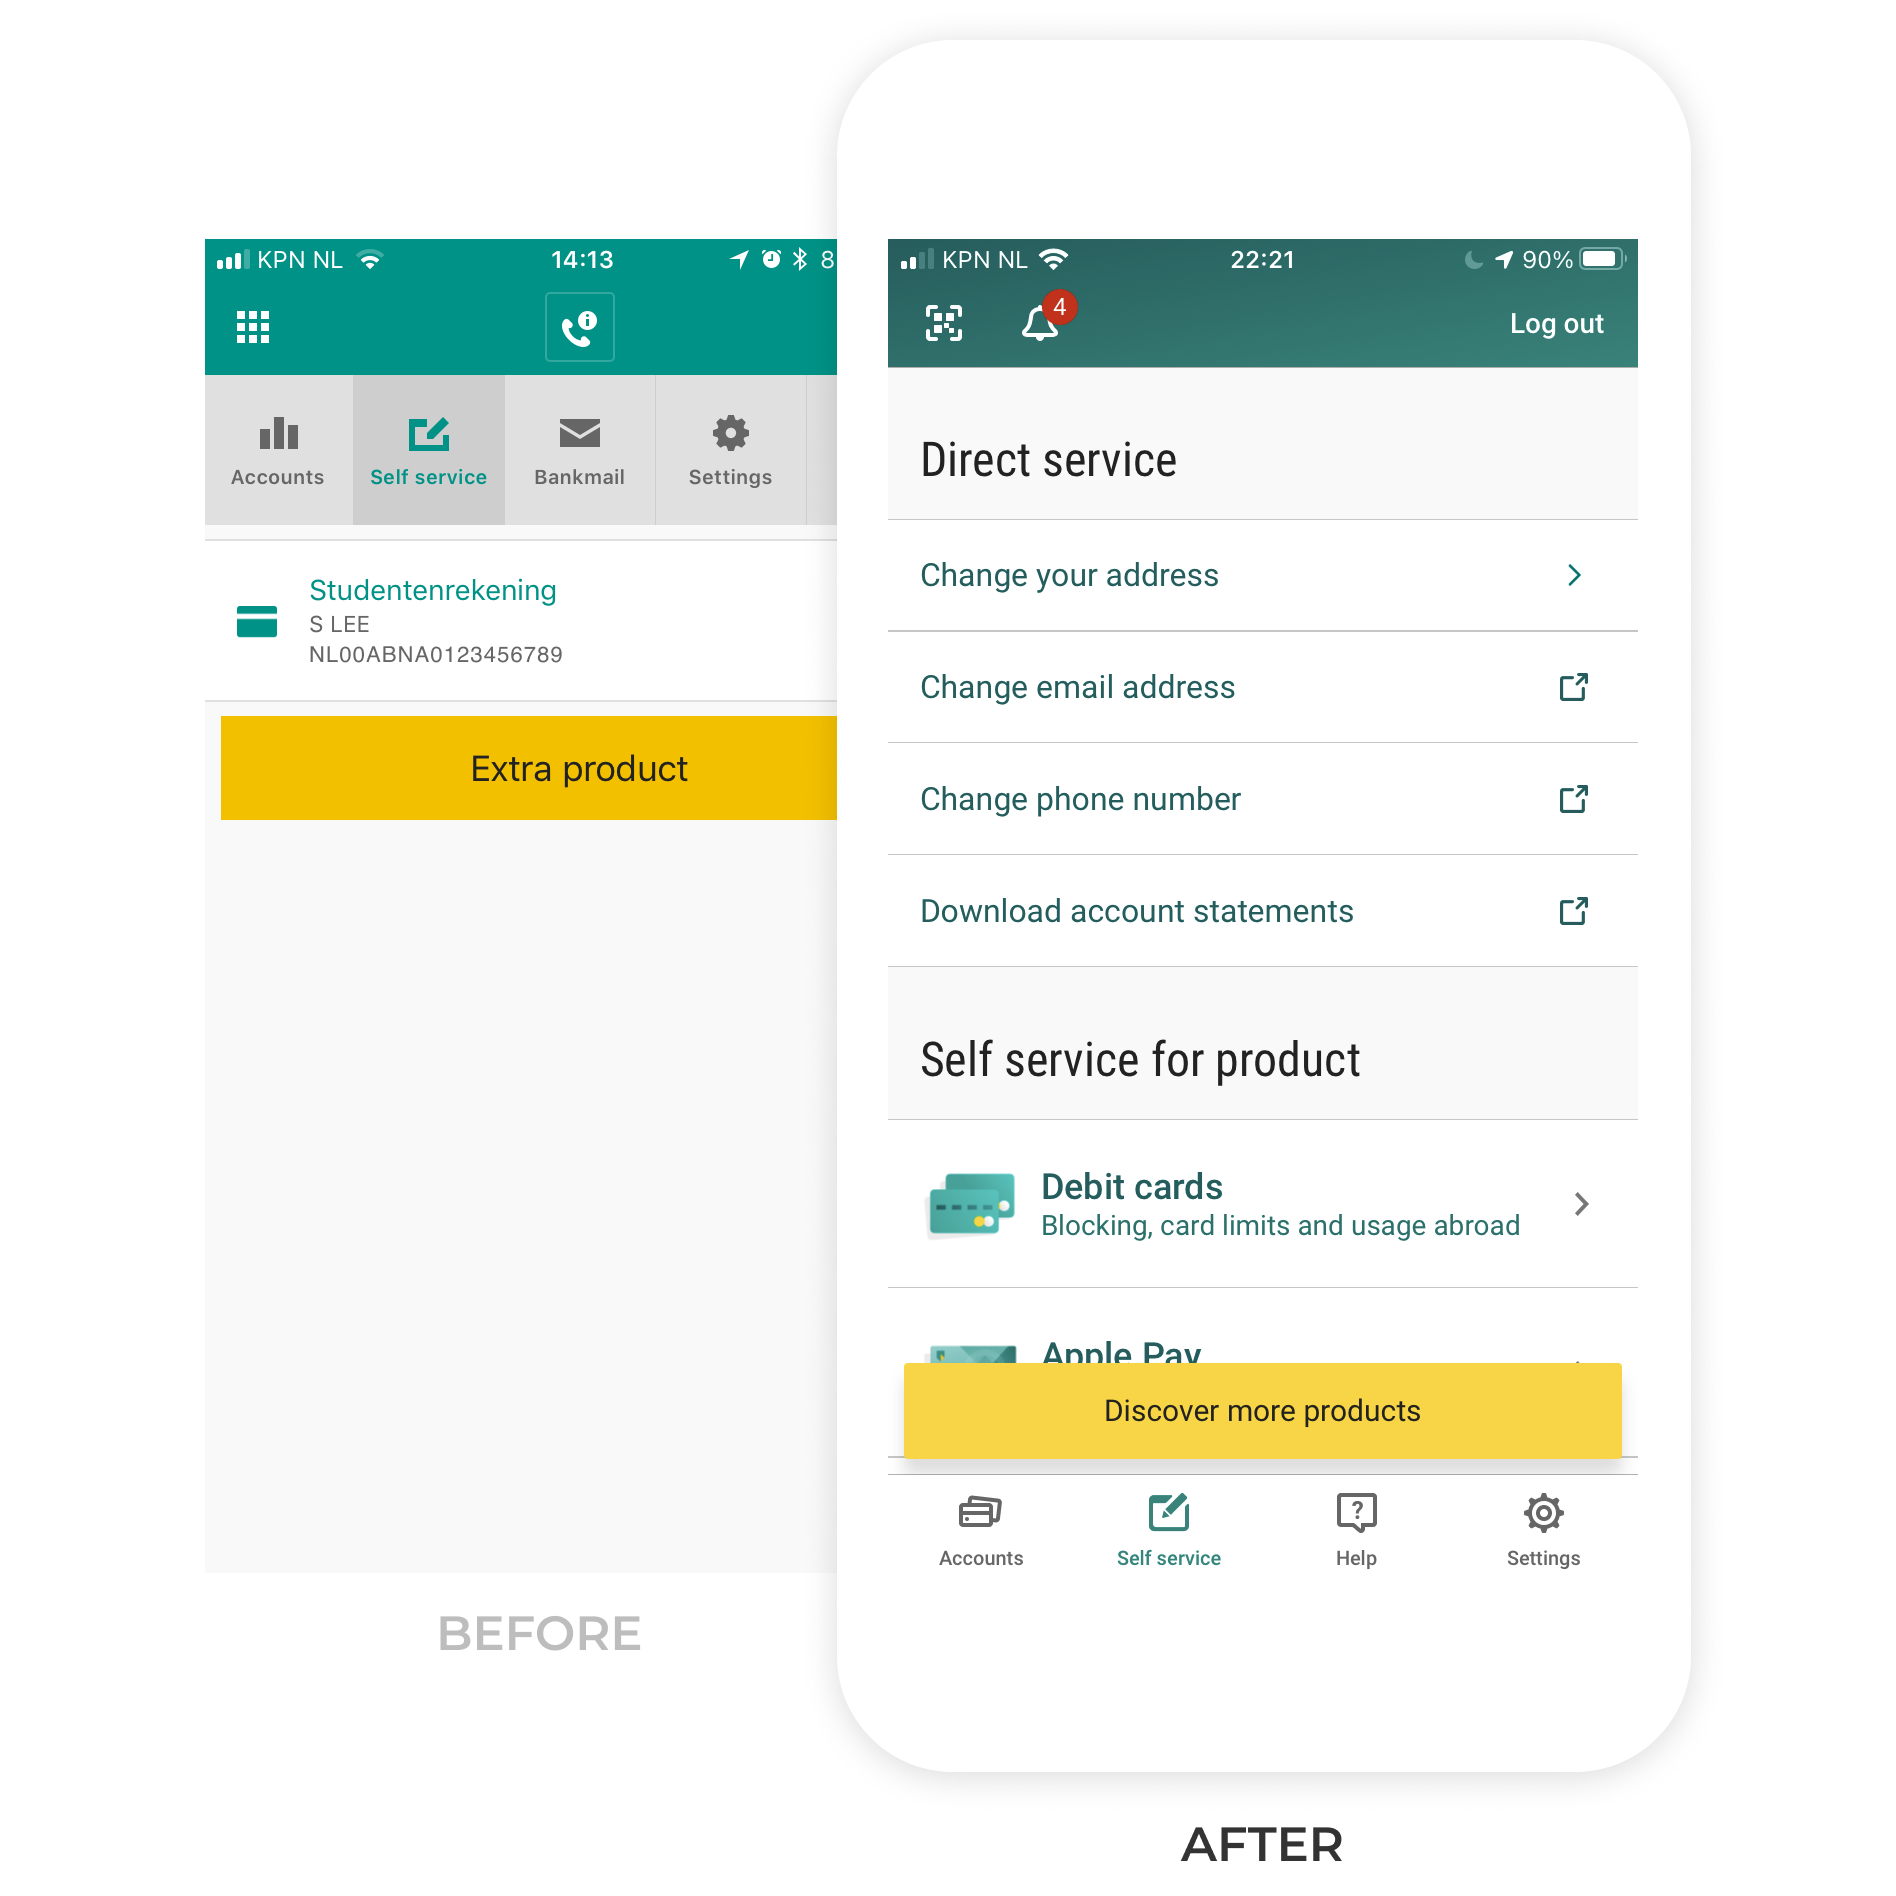 KPN NL
14:13
8
Accounts
Self service
Bankmail
Settings
Studentenrekening
S LEE
NL00ABNA0123456789
Extra product
BEFORE
KPN NL
22:21
90%
4
Log out
Direct service
Change your address
Change email address
Change phone number
Download account statements
Self service for product
Debit cards
Blocking, card limits and usage abroad
Apple Pay
Discover more products
Accounts
Self service
Help
Settings
AFTER